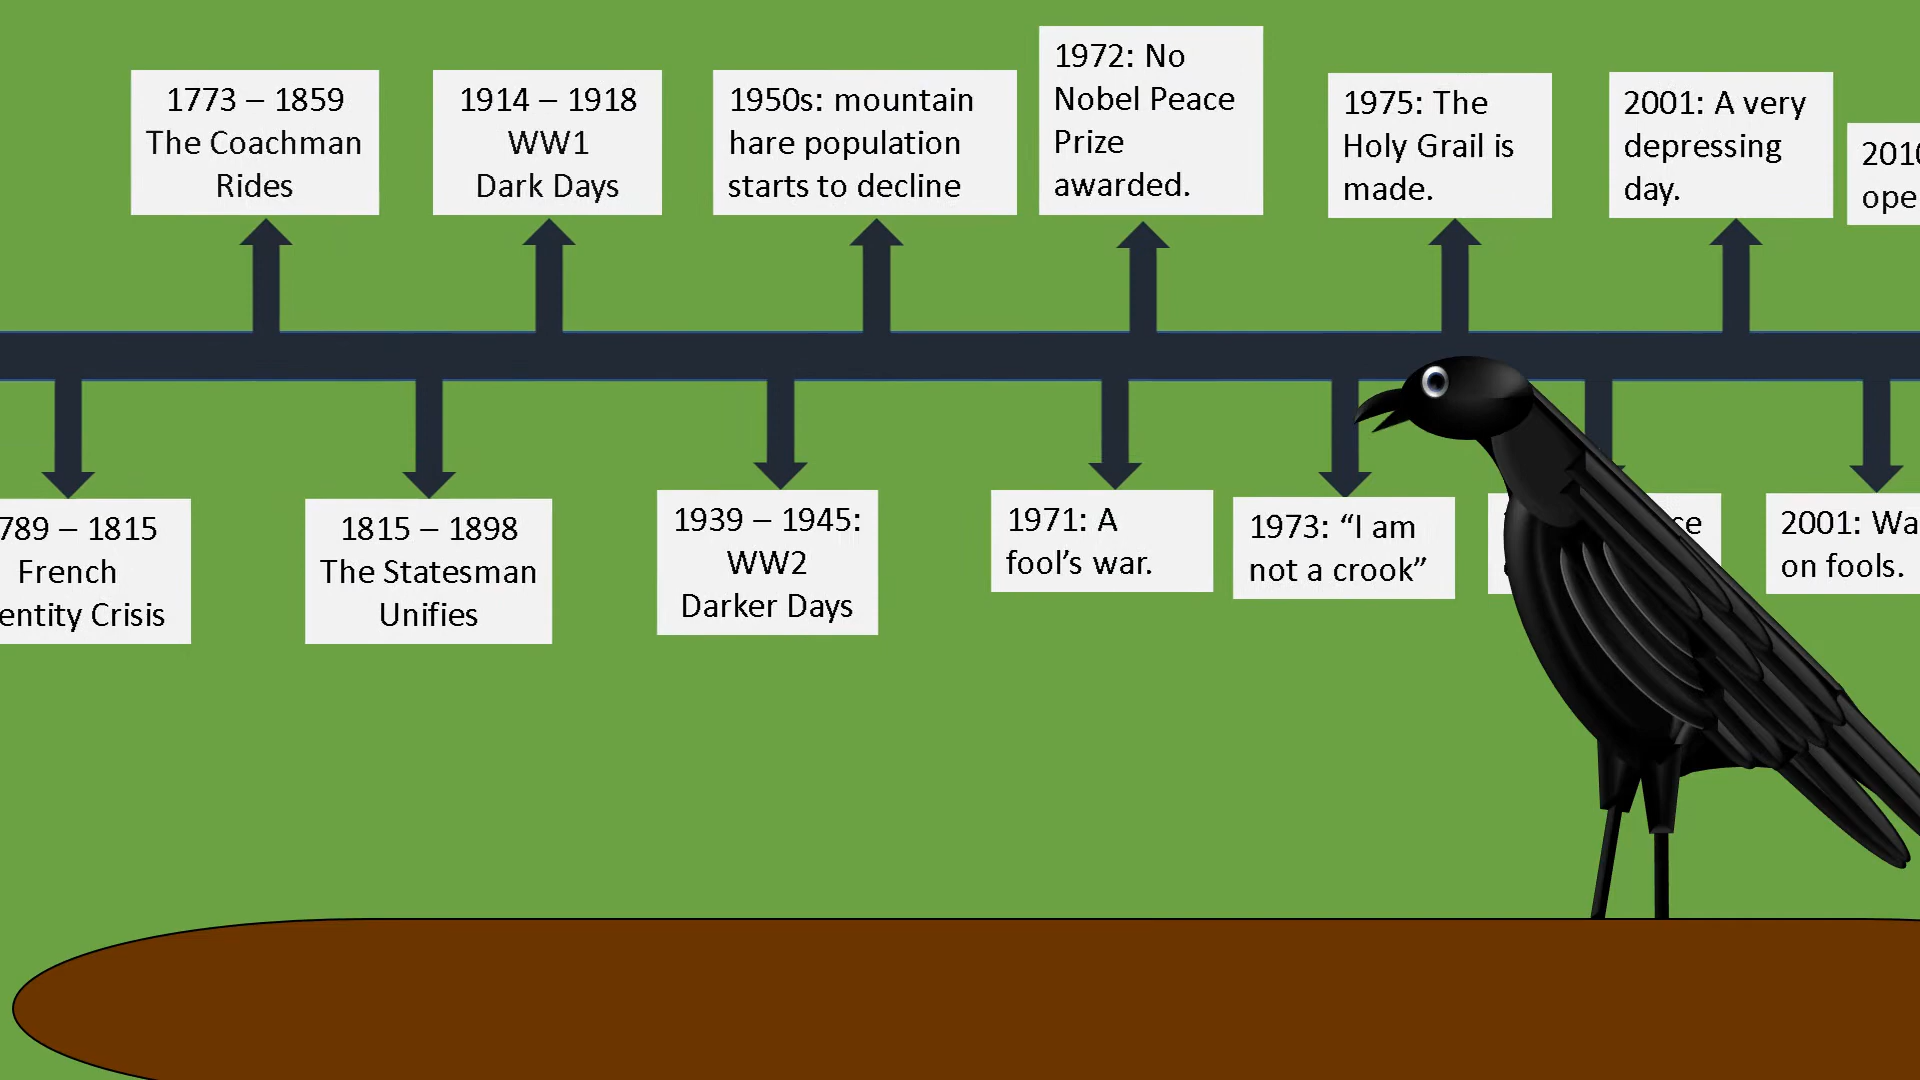 1773 – 1859
The Coachman
Rides
1914 – 1918
WW1
Dark Days
1950s: mountain
hare population
starts to decline
1972: No
Nobel Peace
Prize
awarded.
1975: The
Holy Grail is
made.
2001: A very
depressing
day.
789 – 1815
French
entity Crisis
1815 – 1898
The Statesman
Unifies
1939 – 1945:
WW2
Darker Days
1971: A
fool’s war.
1973: “I am
not a crook”
2001: Wa
on fools.